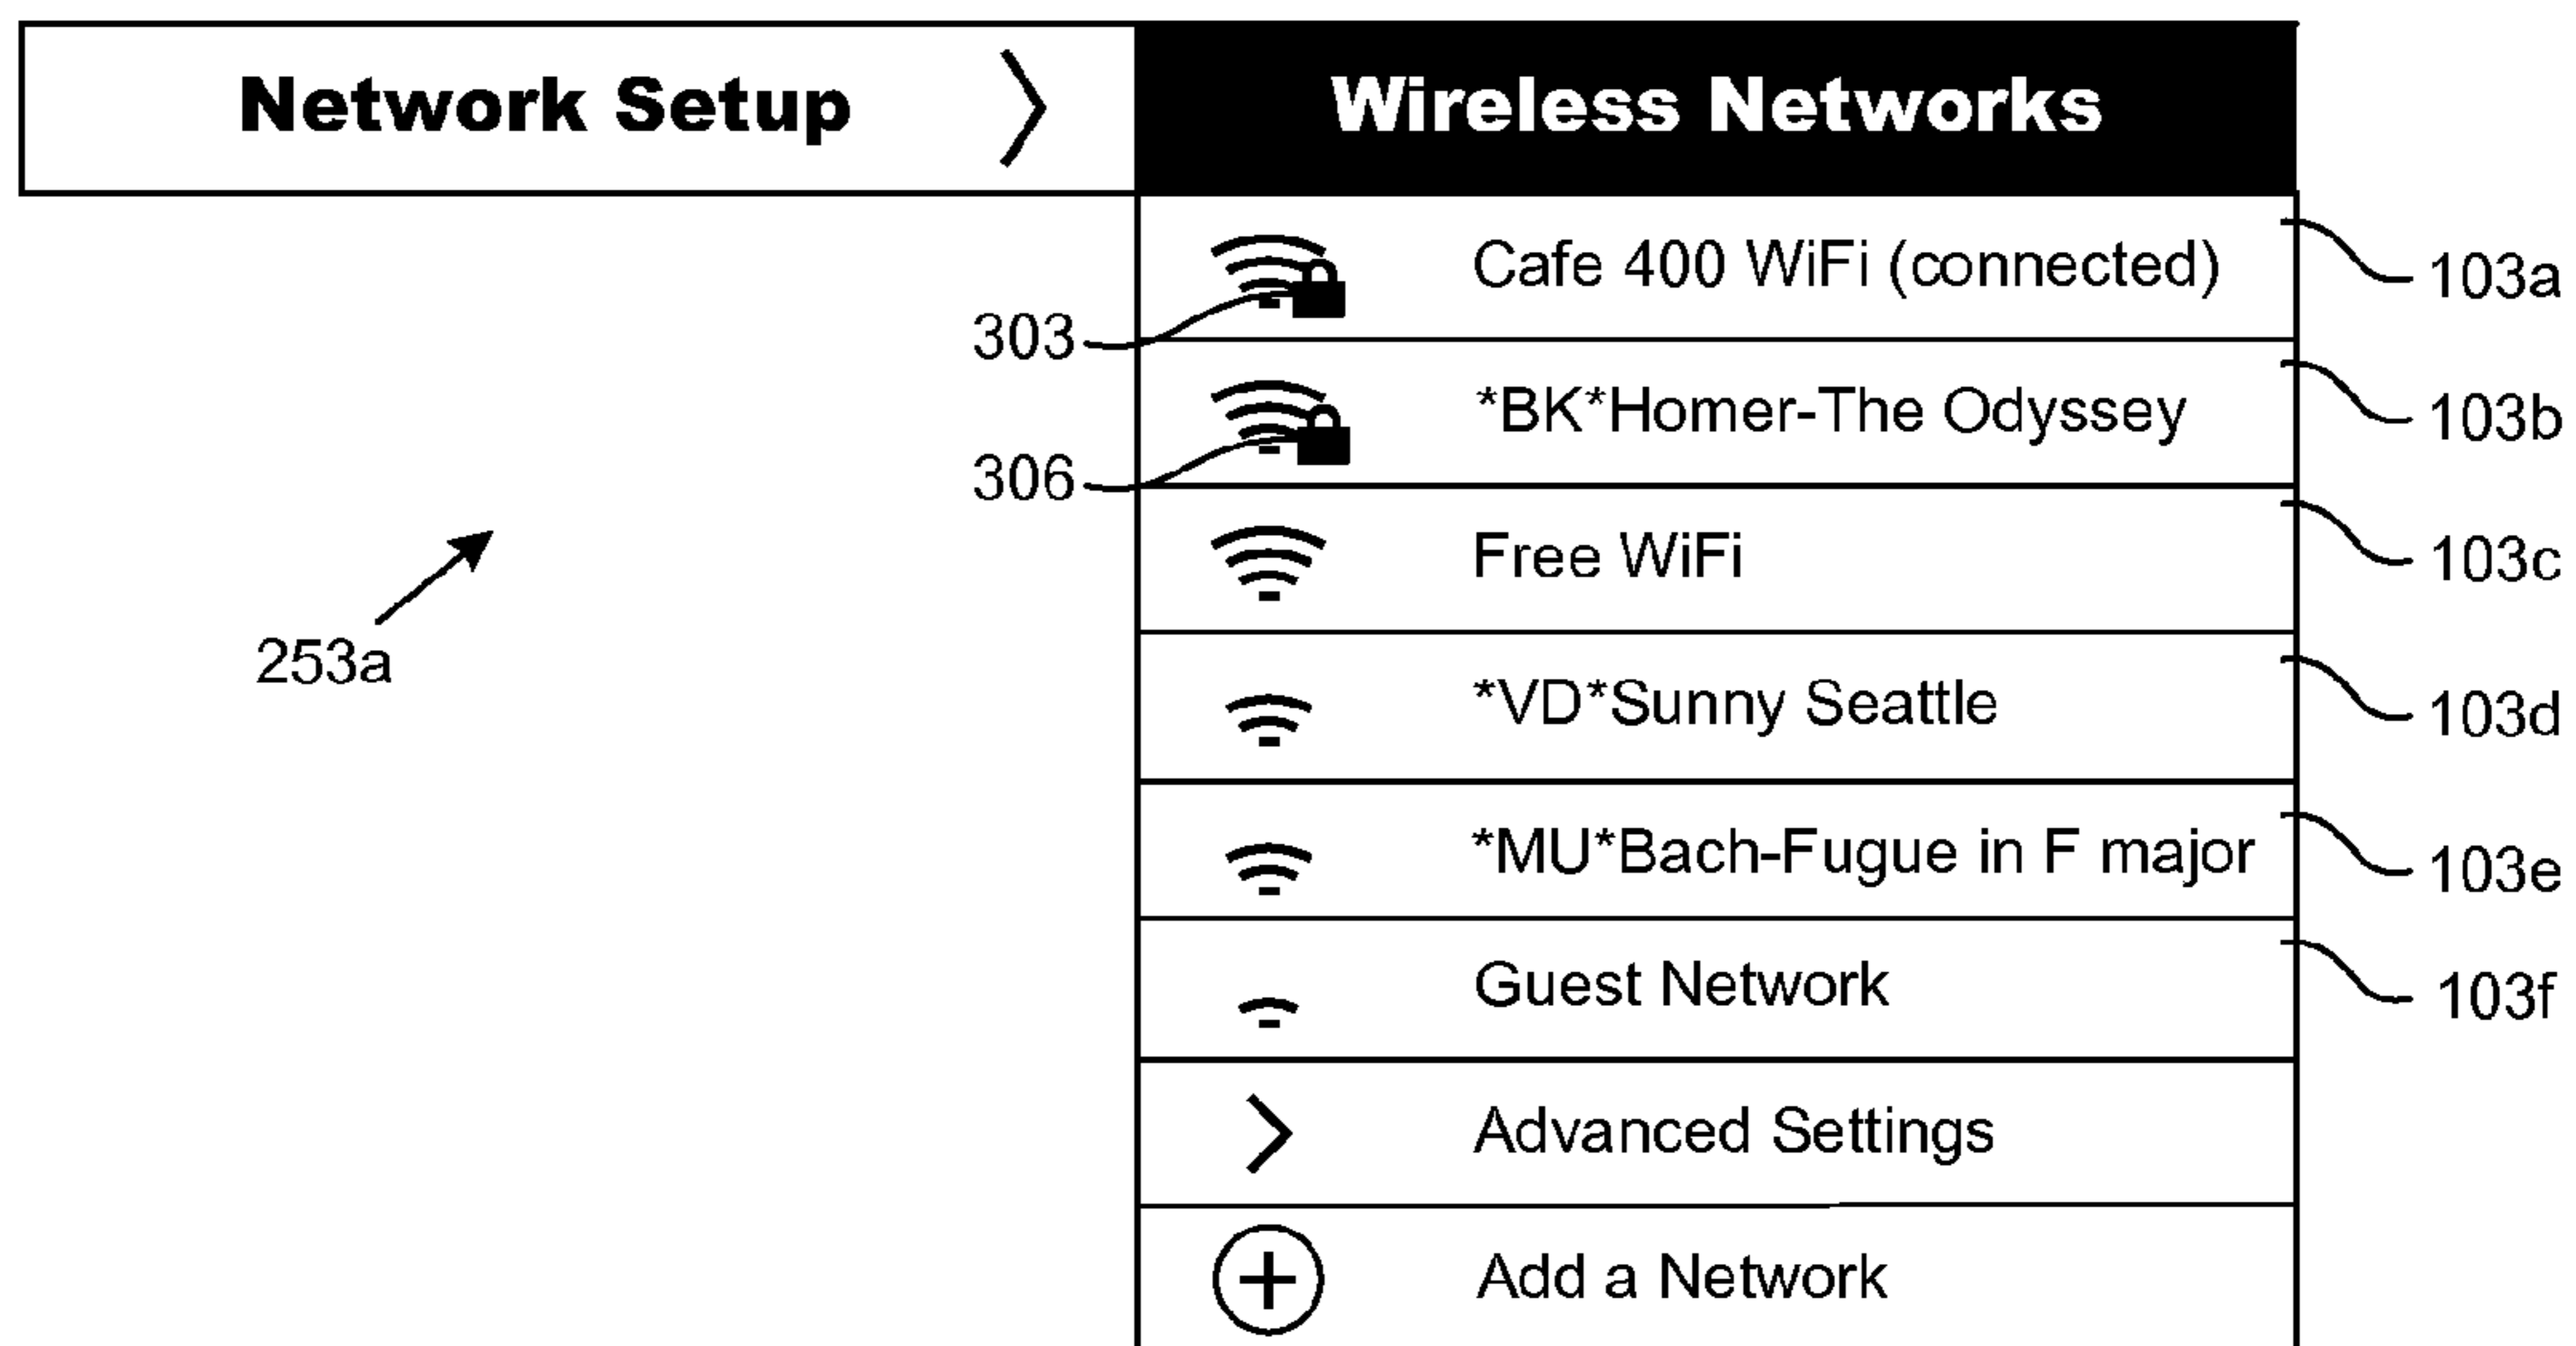 Network Setup
Wireless Networks
Cafe 400 WiFi (connected)
103a
303
*BK*Homer-The Odyssey
103b
306
Free WiFi
103c
253a
*VD*Sunny Seattle
103d
*MU*Bach-Fugue in F major
103e
Guest Network
103f
Advanced Settings
Add a Network